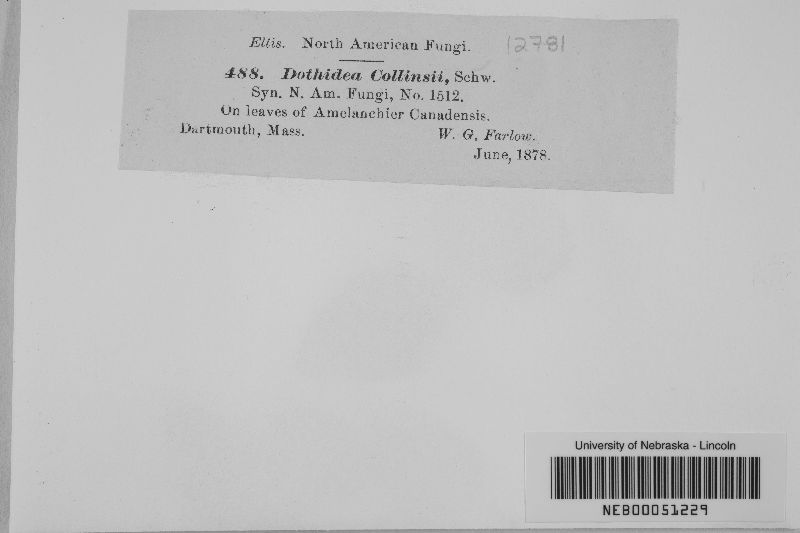 Ellis. North American Fungi. 12781
488. Dothidea Collinsii, Schw.
Syn. N. Am. Fungi, No. 1512.
On leaves of Amelanchier Canadensis.
Dartmouth, Mass. W. G. Farlow.
June, 1878.
University of Nebraska - Lincoln
NEB00051229